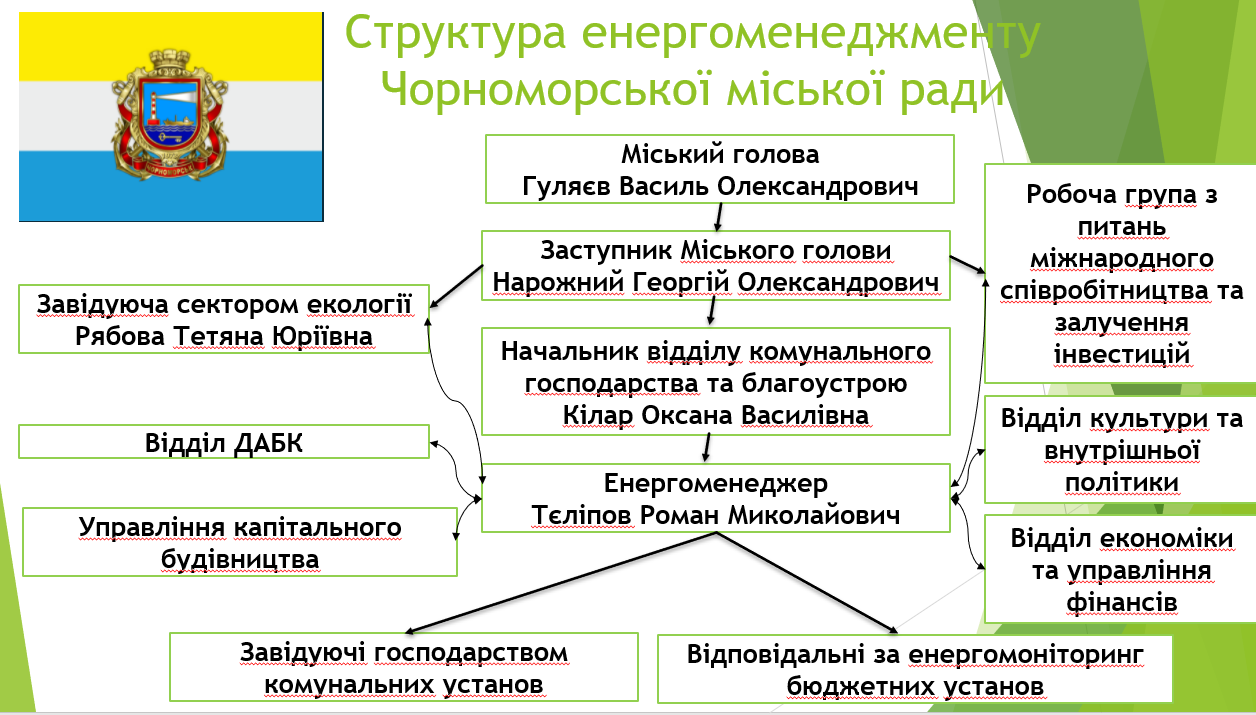 Структура енергоменеджменту
Чорноморської міської ради
ЧОРНОМОРСЬК
Міський голова
Гуляєв Василь Олександрович
Заступник Міського голови
Нарожний Георгій Олександрович
Завідуюча сектором екології
Рябова Тетяна Юріївна
Робоча група з
питань
міжнародного
співробітництва та
залучення
інвестицій
Начальник відділу комунального
господарства та благоустрою
Кілар Оксана Василівна
Відділ ДАБК
Відділ культури та
внутрішньої
політики
Енергоменеджер
Тєліпов Роман Миколайович
Управління капітального
будівництва
Відділ економіки
та управління
фінансів
Завідуючі господарством
комунальних установ
Відповідальні за енергомоніторинг
бюджетних установ